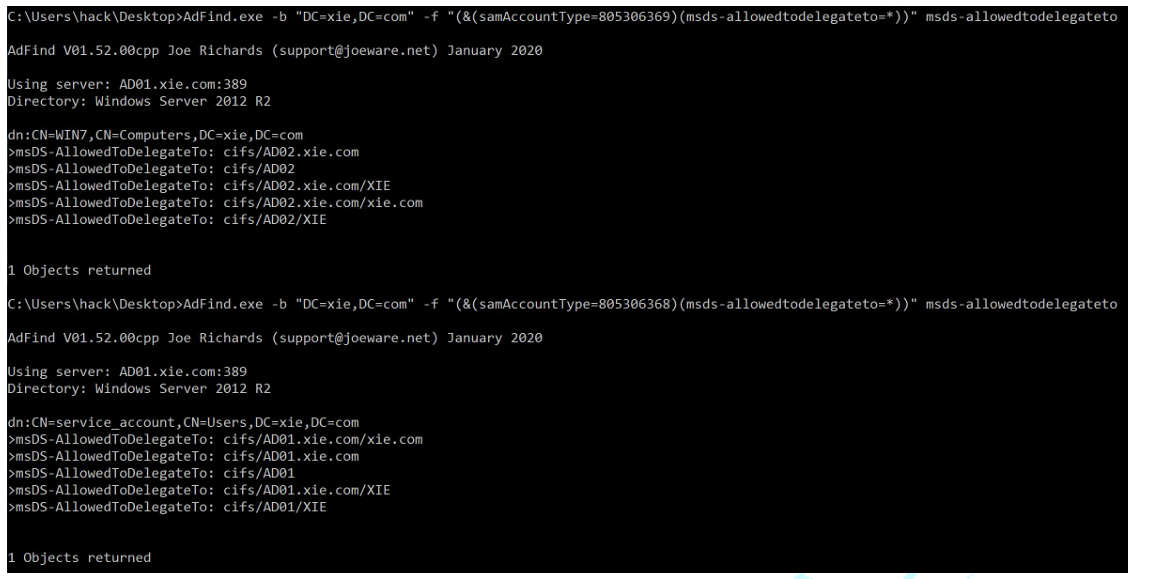 C:\Users\hack\Desktop>AdFind.exe -b "DC=xie,DC=com" -f "(&(samAccountType=805306369)(msds-allowedtodelegateto=*))" msds-allowedtodelegateto
AdFind V01.52.00cpp Joe Richards (support@joeware.net) January 2020
Using server: AD01.xie.com:389
Directory: Windows Server 2012 R2
dn:CN=WIN7,CN=Computers,DC=xie,DC=com
>msDS-AllowedToDelegateTo: cifs/AD02.xie.com
>msDS-AllowedToDelegateTo: cifs/AD02
>msDS-AllowedToDelegateTo: cifs/AD02.xie.com/XIE
>msDS-AllowedToDelegateTo: cifs/AD02.xie.com/xie.com
>msDS-AllowedToDelegateTo: cifs/AD02/XIE
1 Objects returned
C:\Users\hack\Desktop>AdFind.exe -b "DC=xie,DC=com" -f "(&(samAccountType=805306368)(msds-allowedtodelegateto=*))" msds-allowedtodelegateto
AdFind V01.52.00cpp Joe Richards (support@joeware.net) January 2020
Using server: AD01.xie.com:389
Directory: Windows Server 2012 R2
dn:CN=service_account,CN=Users,DC=xie,DC=com
>msDS-AllowedToDelegateTo: cifs/AD01.xie.com/xie.com
>msDS-AllowedToDelegateTo: cifs/AD01.xie.com
>msDS-AllowedToDelegateTo: cifs/AD01
>msDS-AllowedToDelegateTo: cifs/AD01.xie.com/XIE
>msDS-AllowedToDelegateTo: cifs/AD01/XIE
1 Objects returned